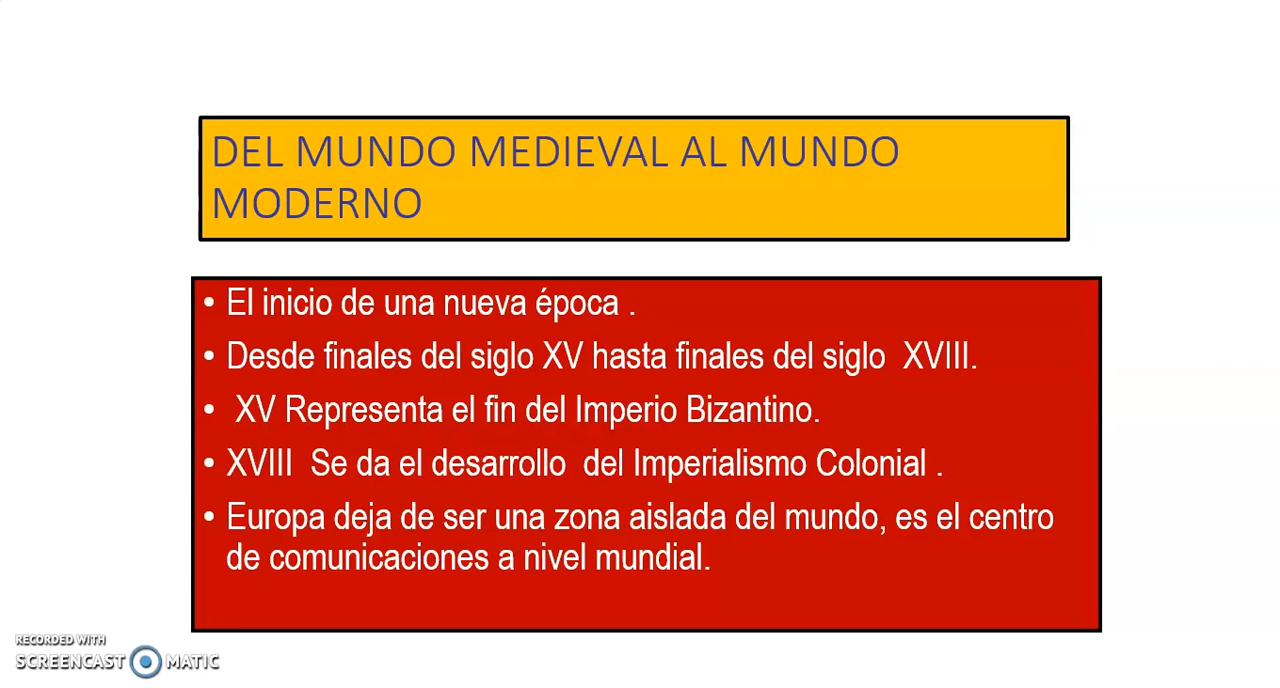 DEL MUNDO MEDIEVAL AL MUNDO
MODERNO
• El inicio de una nueva época .
• Desde finales del siglo XV hasta finales del siglo  XVIII.
•  XV Representa el fin del Imperio Bizantino.
• XVIII  Se da el desarrollo  del Imperialismo Colonial .
• Europa deja de ser una zona aislada del mundo, es el centro
de comunicaciones a nivel mundial.
RECORDED WITH
SCREENCAST MATIC